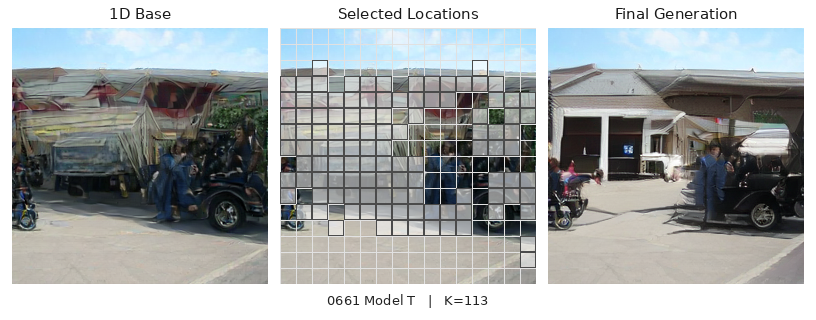 1D Base
Selected Locations
Final Generation
0661 Model T | K=113